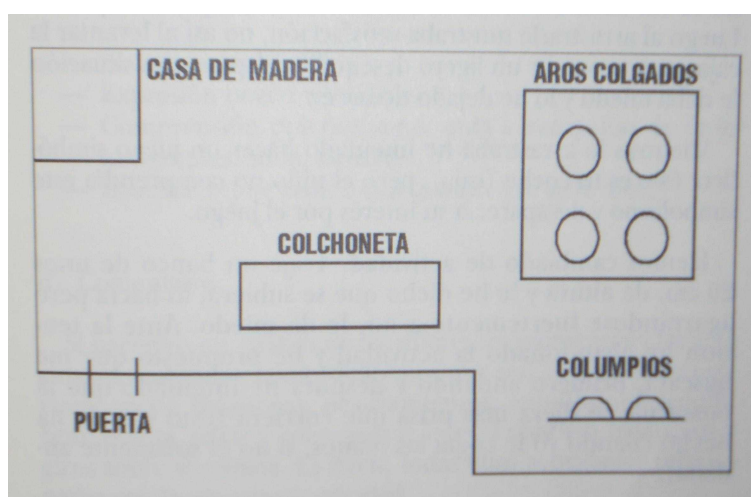 CASA DE MADERA
AROS COLGADOS
COLCHONETA
COLUMPIOS
PUERTA